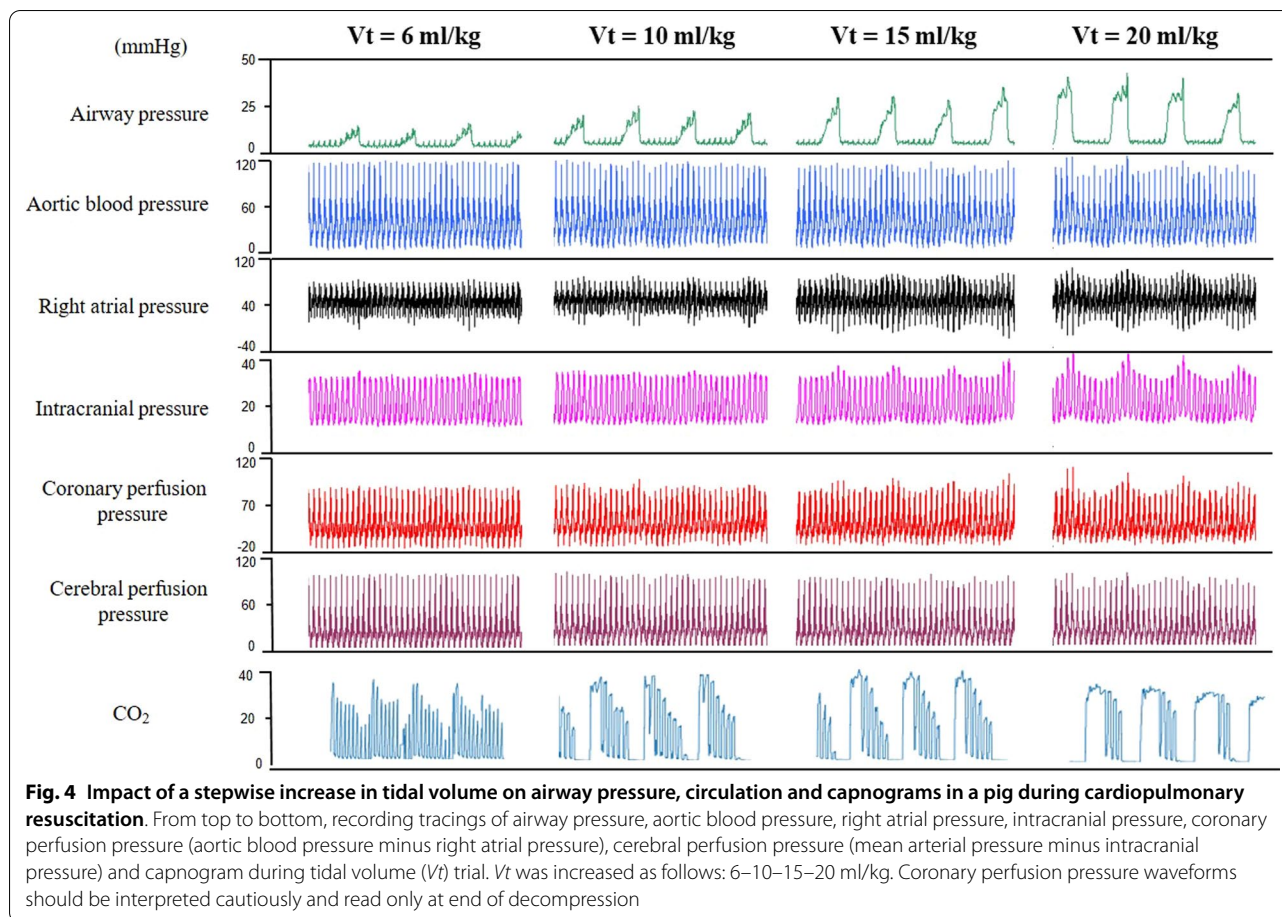 (mmHg)
Vt = 6 ml/kg
Vt = 10 ml/kg
Vt = 15 ml/kg
Vt = 20 ml/kg
50
Airway pressure
25
0
120
Aortic blood pressure
60
0
120
Right atrial pressure
40
-40
40
Intracranial pressure
20
0
120
Coronary perfusion
pressure
70
-20
120
Cerebral perfusion
pressure
60
0
40
CO₂
20
0
Fig. 4 Impact of a stepwise increase in tidal volume on airway pressure, circulation and capnograms in a pig during cardiopulmonary
resuscitation. From top to bottom, recording tracings of airway pressure, aortic blood pressure, right atrial pressure, intracranial pressure, coronary
perfusion pressure (aortic blood pressure minus right atrial pressure), cerebral perfusion pressure (mean arterial pressure minus intracranial
pressure) and capnogram during tidal volume (Vt) trial. Vt was increased as follows: 6–10–15–20 ml/kg. Coronary perfusion pressure waveforms
should be interpreted cautiously and read only at end of decompression